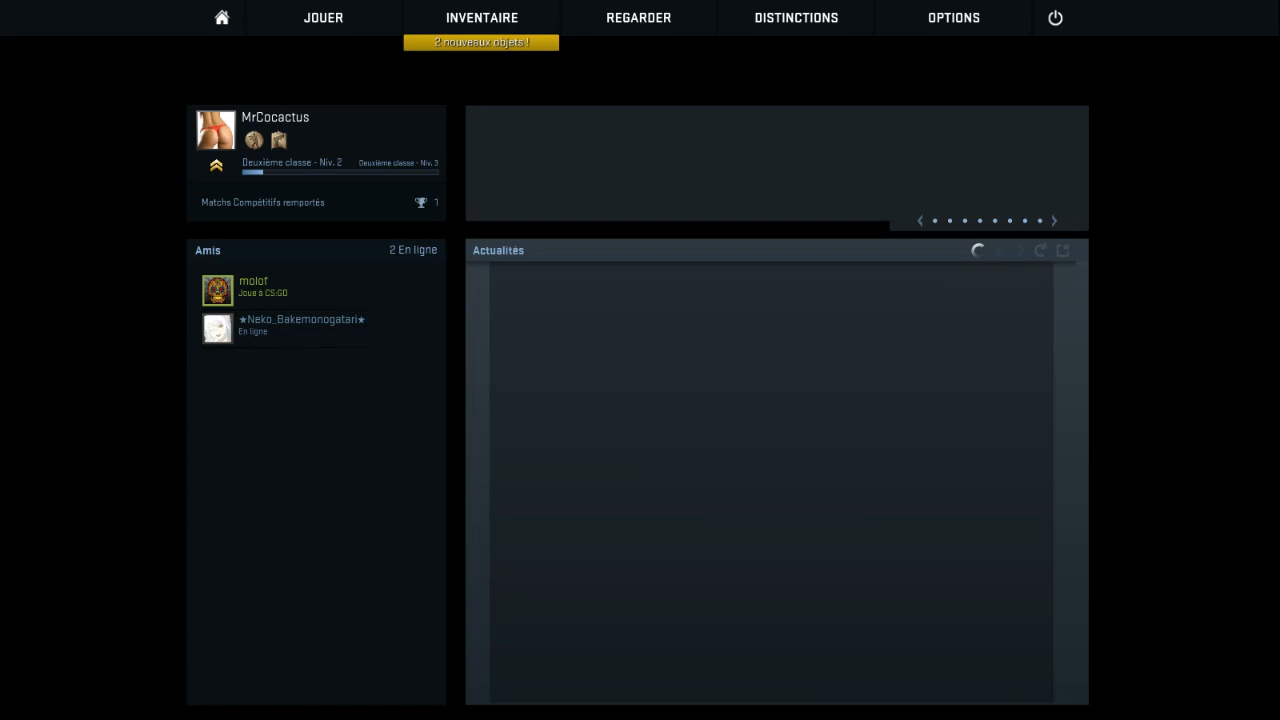 JOUER
INVENTAIRE
REGARDER
DISTINCTIONS
OPTIONS
2 nouveaux objets !
MrCocactus
Deuxième classe - Niv. 2
Deuxième classe - Niv. 3
Matchs Compétitifs remportés
1
Amis
2 En ligne
Actualités
molof
Joue à CS:GO
★Neko_Bakemonogatari★
En ligne